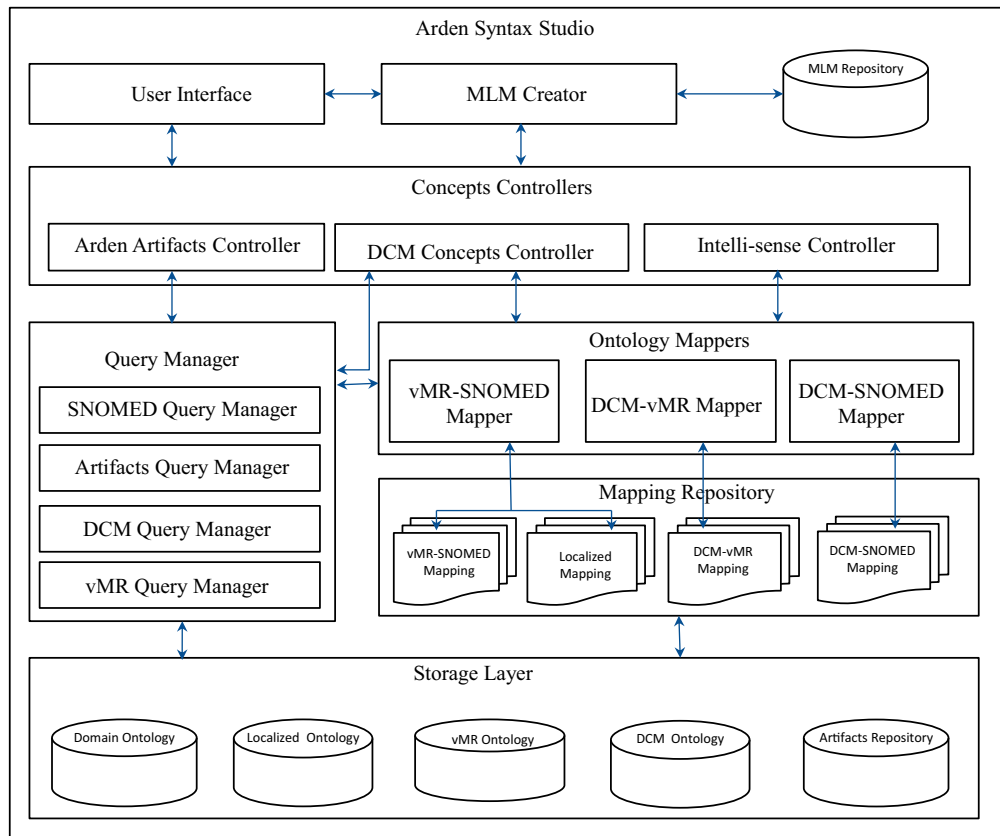 Arden Syntax Studio
User Interface
MLM Creator
MLM Repository
Concepts Controllers
Arden Artifacts Controller
DCM Concepts Controller
Intelli-sense Controller
Query Manager
SNOMED Query Manager
Artifacts Query Manager
DCM Query Manager
vMR Query Manager
Ontology Mappers
vMR-SNOMED
Mapper
DCM-vMR Mapper
DCM-SNOMED
Mapper
Mapping Repository
vMR-SNOMED
Mapping
Localized
Mapping
DCM-vMR
Mapping
DCM-SNOMED
Mapping
Storage Layer
Domain Ontology
Localized Ontology
vMR Ontology
DCM Ontology
Artifacts Repository